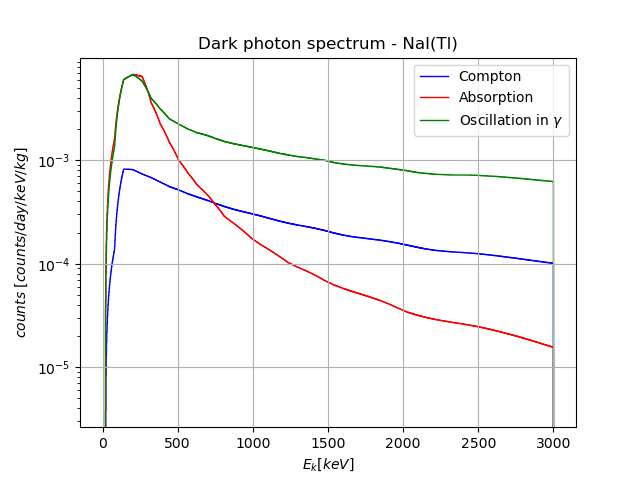 Dark photon spectrum - NaI(Tl)
Compton
Absorption
Oscillation in γ
counts [counts/day/keV/kg]
10⁻³
10⁻⁴
10⁻⁵
0 500 1000 1500 2000 2500 3000
E_k[keV]